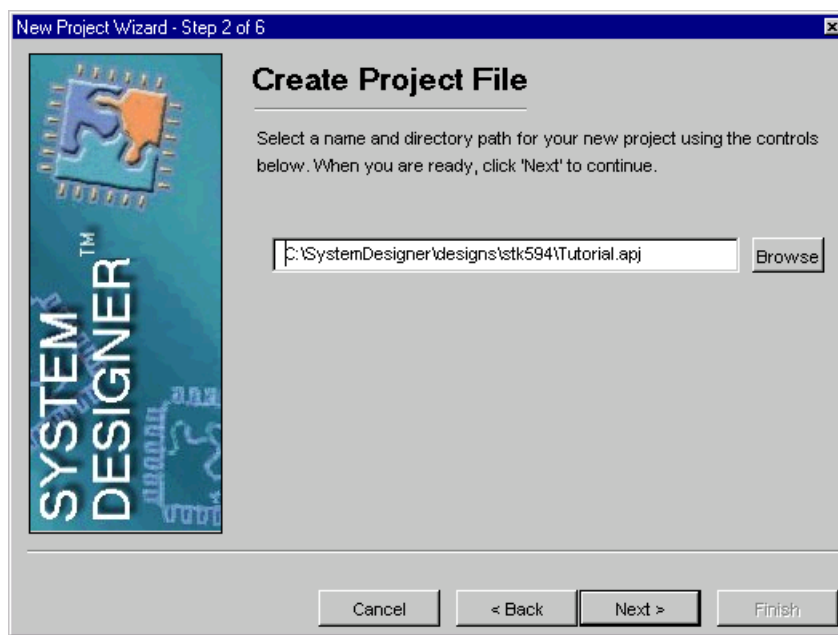 New Project Wizard - Step 2 of 6
Create Project File
Select a name and directory path for your new project using the controls
below. When you are ready, click 'Next' to continue.
C:\SystemDesigner\designs\stk594\Tutorial.apj
Browse
SYSTEM
DESIGNER™
Cancel
< Back
Next >
Finish